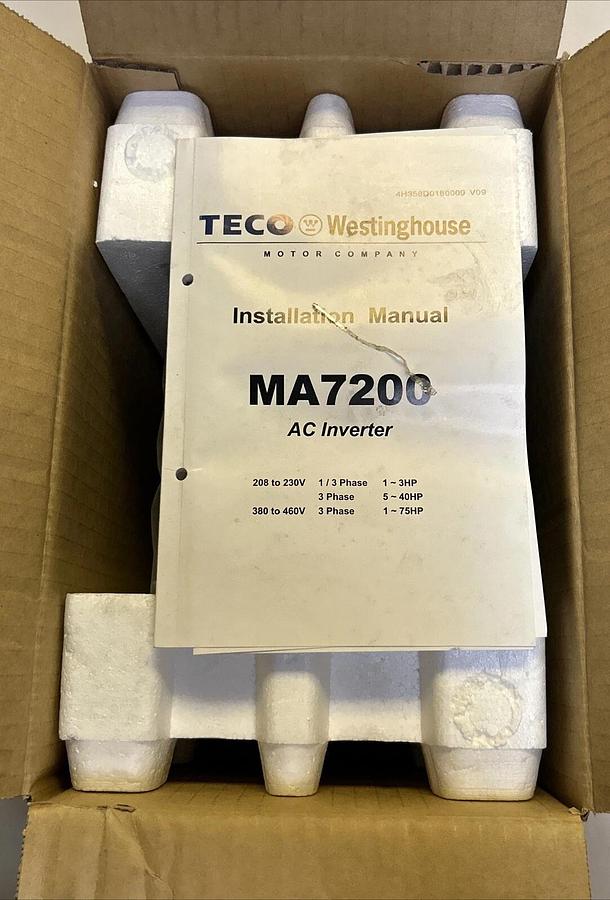 4H358D0180009 V09
TECO Westinghouse
MOTOR COMPANY
Installation Manual
MA7200
AC Inverter
208 to 230V 1 / 3 Phase 1 ~ 3HP
3 Phase 5 ~ 40HP
380 to 460V 3 Phase 1 ~ 75HP